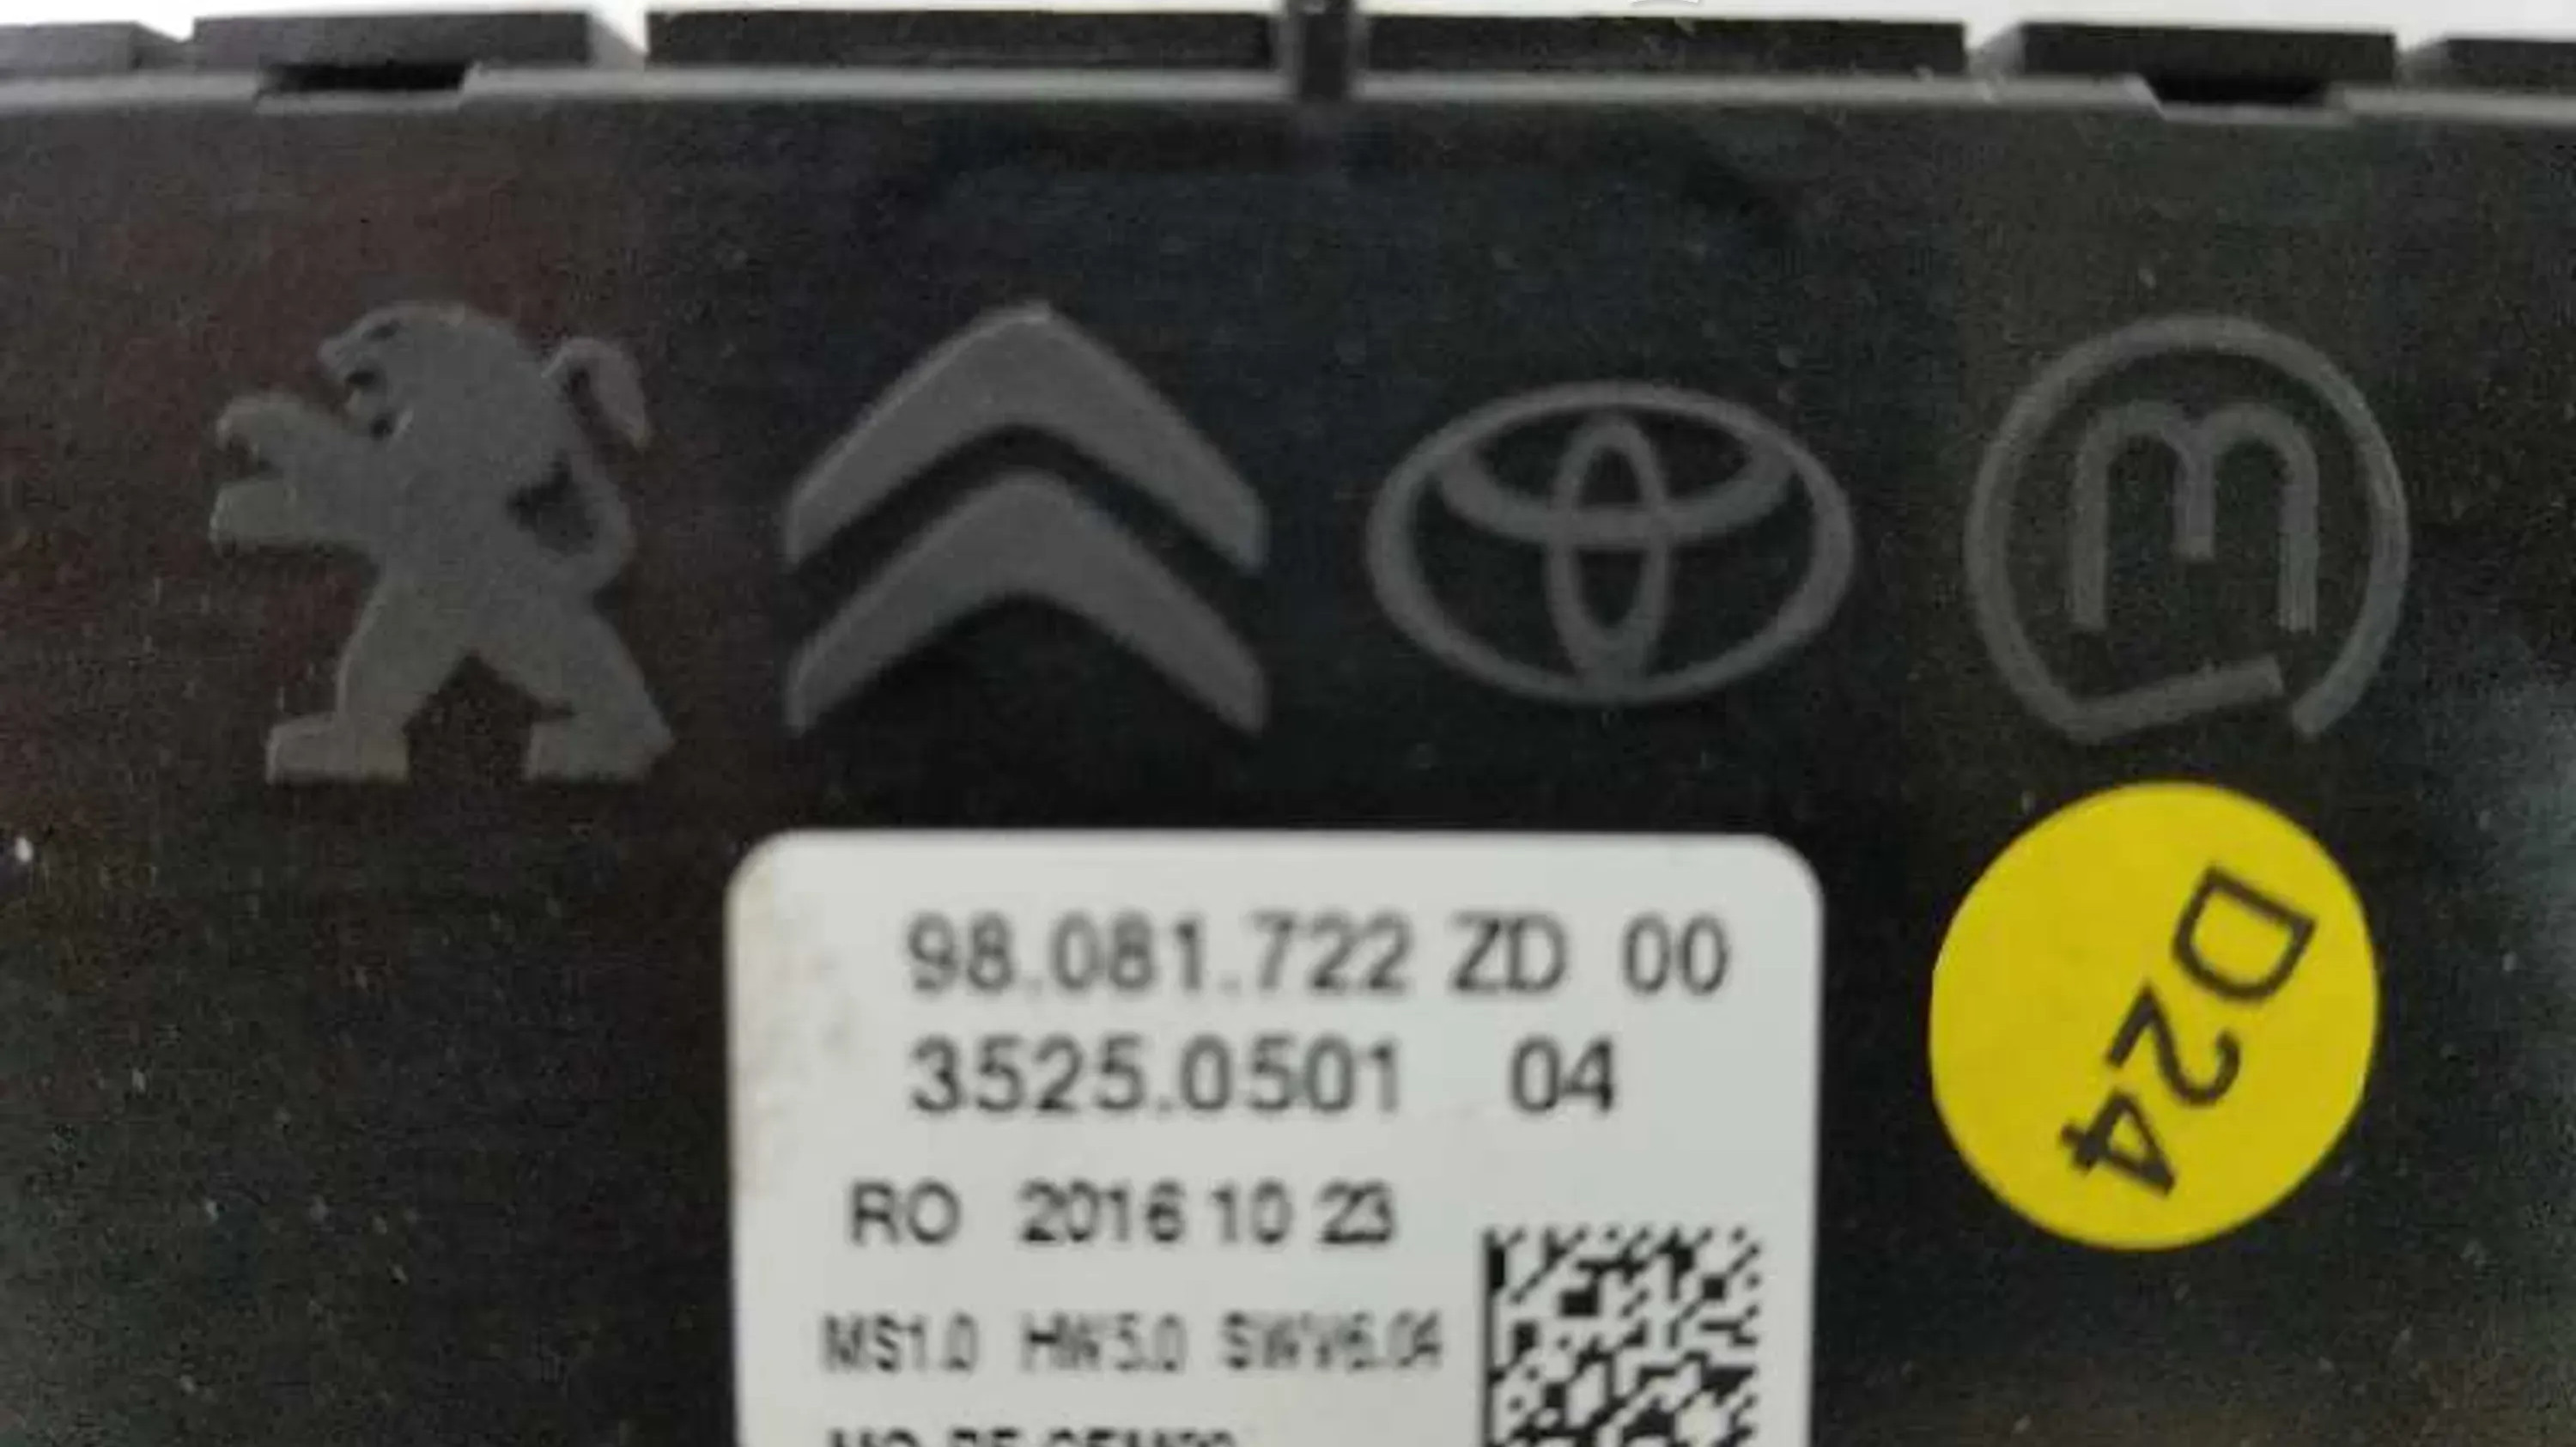 98.081.722 ZD 00
3525.0501 04
D24
RO 2016 10 23
MS1.0 HW5.0 SWV6.04